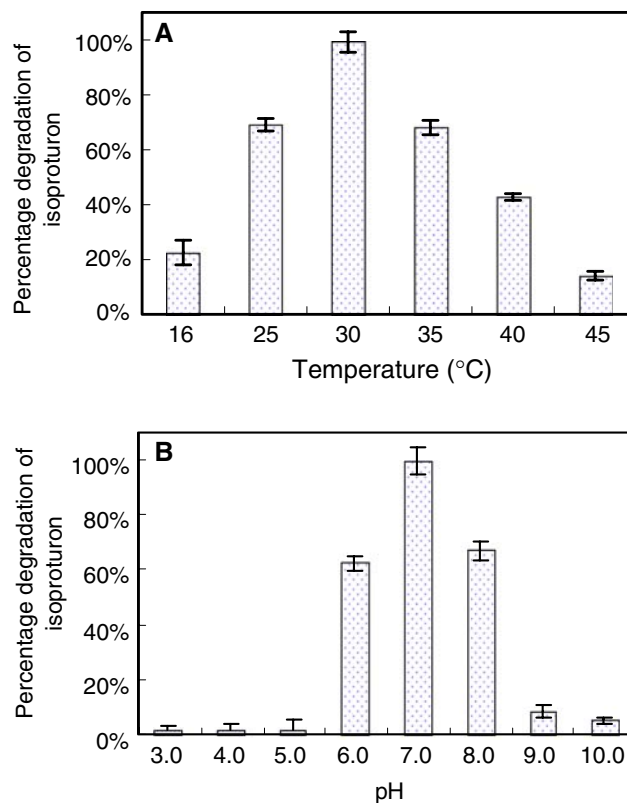 A
Percentage degradation of
isoproturon
100%
80%
60%
40%
20%
0%
16 25 30 35 40 45
Temperature (°C)
B
Percentage degradation of
isoproturon
100%
80%
60%
40%
20%
0%
3.0 4.0 5.0 6.0 7.0 8.0 9.0 10.0
pH